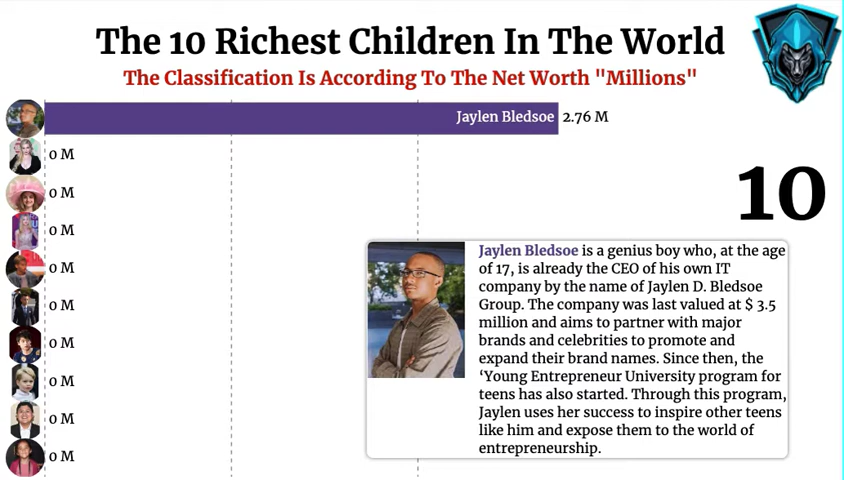 The 10 Richest Children In The World
The Classification Is According To The Net Worth "Millions"
Jaylen Bledsoe 2.76 M
0 M
0 M
0 M
0 M
0 M
0 M
0 M
0 M
0 M
10
Jaylen Bledsoe is a genius boy who, at the age
of 17, is already the CEO of his own IT
company by the name of Jaylen D. Bledsoe
Group. The company was last valued at $ 3.5
million and aims to partner with major
brands and celebrities to promote and
expand their brand names. Since then, the
‘Young Entrepreneur University program for
teens has also started. Through this program,
Jaylen uses her success to inspire other teens
like him and expose them to the world of
entrepreneurship.